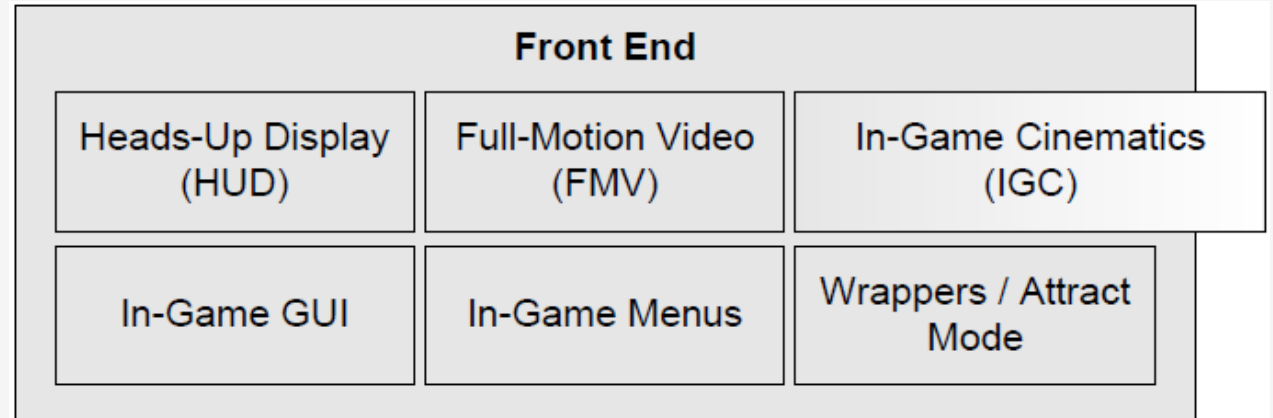 Front End
Heads-Up Display
(HUD)
Full-Motion Video
(FMV)
In-Game Cinematics
(IGC)
In-Game GUI
In-Game Menus
Wrappers / Attract
Mode